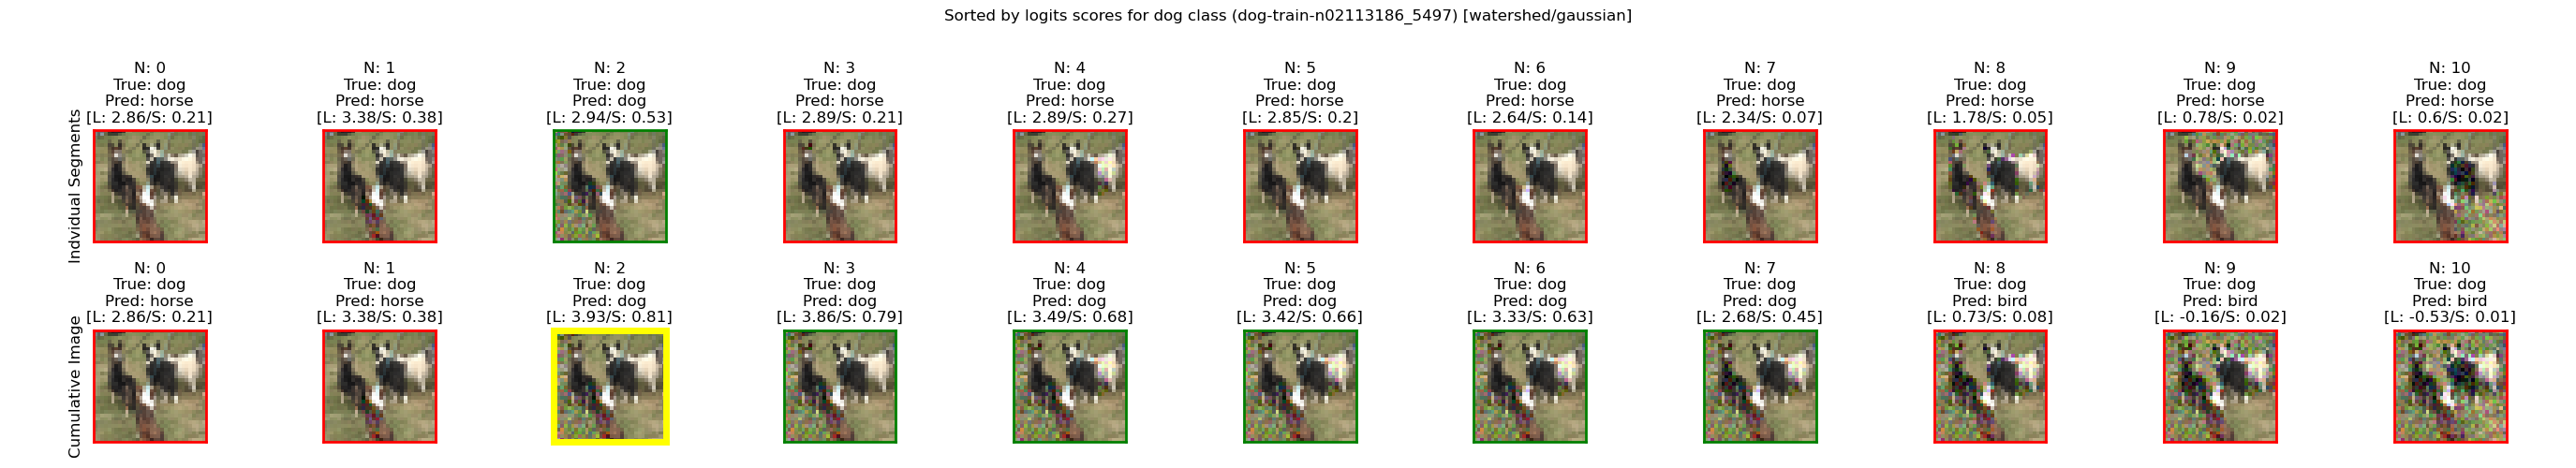 Sorted by logits scores for dog class (dog-train-n02113186_5497) [watershed/gaussian]
Indvidual Segments
N: 0
True: dog
Pred: horse
[L: 2.86/S: 0.21]
N: 1
True: dog
Pred: horse
[L: 3.38/S: 0.38]
N: 2
True: dog
Pred: dog
[L: 2.94/S: 0.53]
N: 3
True: dog
Pred: horse
[L: 2.89/S: 0.21]
N: 4
True: dog
Pred: horse
[L: 2.89/S: 0.27]
N: 5
True: dog
Pred: horse
[L: 2.85/S: 0.2]
N: 6
True: dog
Pred: horse
[L: 2.64/S: 0.14]
N: 7
True: dog
Pred: horse
[L: 2.34/S: 0.07]
N: 8
True: dog
Pred: horse
[L: 1.78/S: 0.05]
N: 9
True: dog
Pred: horse
[L: 0.78/S: 0.02]
N: 10
True: dog
Pred: horse
[L: 0.6/S: 0.02]
Cumulative Image
N: 0
True: dog
Pred: horse
[L: 2.86/S: 0.21]
N: 1
True: dog
Pred: horse
[L: 3.38/S: 0.38]
N: 2
True: dog
Pred: dog
[L: 3.93/S: 0.81]
N: 3
True: dog
Pred: dog
[L: 3.86/S: 0.79]
N: 4
True: dog
Pred: dog
[L: 3.49/S: 0.68]
N: 5
True: dog
Pred: dog
[L: 3.42/S: 0.66]
N: 6
True: dog
Pred: dog
[L: 3.33/S: 0.63]
N: 7
True: dog
Pred: dog
[L: 2.68/S: 0.45]
N: 8
True: dog
Pred: bird
[L: 0.73/S: 0.08]
N: 9
True: dog
Pred: bird
[L: -0.16/S: 0.02]
N: 10
True: dog
Pred: bird
[L: -0.53/S: 0.01]